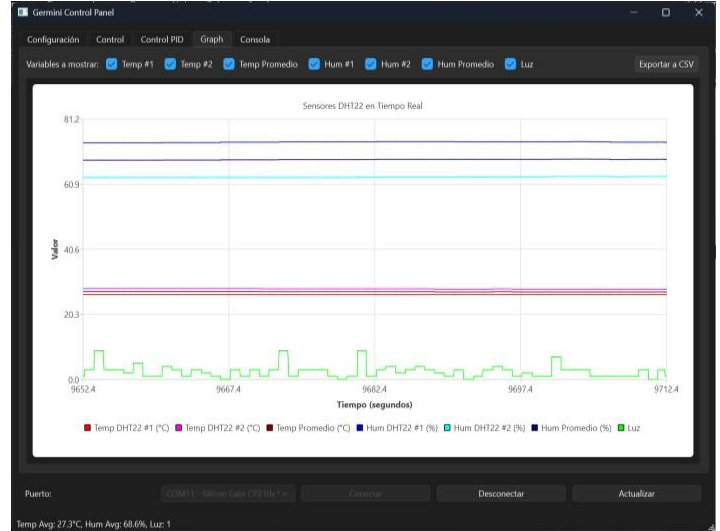 Germini Control Panel
Configuración Control Control PID Graph Consola
Variables a mostrar: Temp #1 Temp #2 Temp Promedio Hum #1 Hum #2 Hum Promedio Luz Exportar a CSV
Sensores DHT22 en Tiempo Real
81.2
60.9
Valor
40.6
20.3
0.0
9652.4 9667.4 9682.4 9697.4 9712.4
Tiempo (segundos)
Temp DHT22 #1 (°C) Temp DHT22 #2 (°C) Temp Promedio (°C) Hum DHT22 #1 (%) Hum DHT22 #2 (%) Hum Promedio (%) Luz
Puerto: COM11 - Silicon Labs CP210x Conectar Desconectar Actualizar
Temp Avg: 27.3°C, Hum Avg: 68.6%, Luz: 1